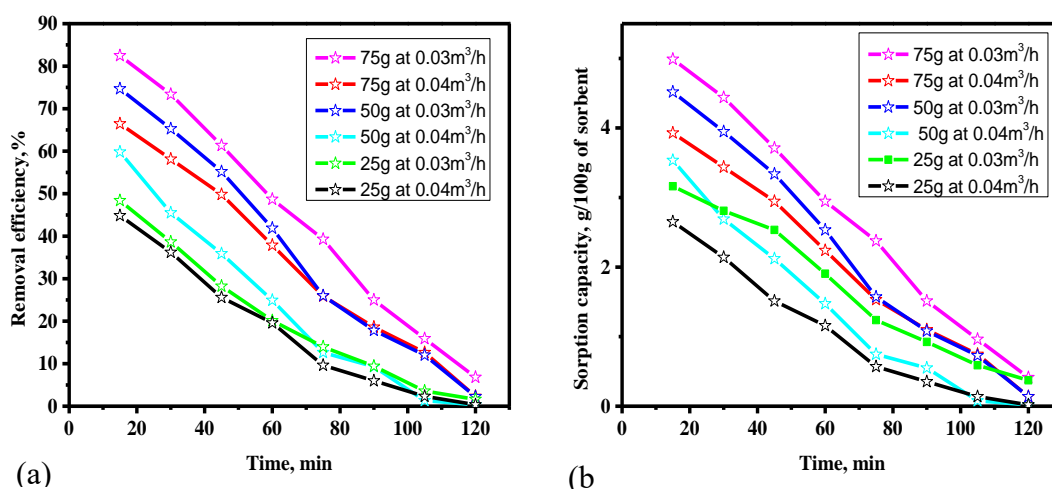 90
80
70
60
50
40
30
20
10
0
Removal efficiency, %
75g at 0.03m³/h
75g at 0.04m³/h
50g at 0.03m³/h
50g at 0.04m³/h
25g at 0.03m³/h
25g at 0.04m³/h
0 20 40 60 80 100 120
Time, min
(a)
4
2
0
Sorption capacity, g/100g of sorbent
75g at 0.03m³/h
75g at 0.04m³/h
50g at 0.03m³/h
50g at 0.04m³/h
25g at 0.03m³/h
25g at 0.04m³/h
0 20 40 60 80 100 120
Time, min
(b